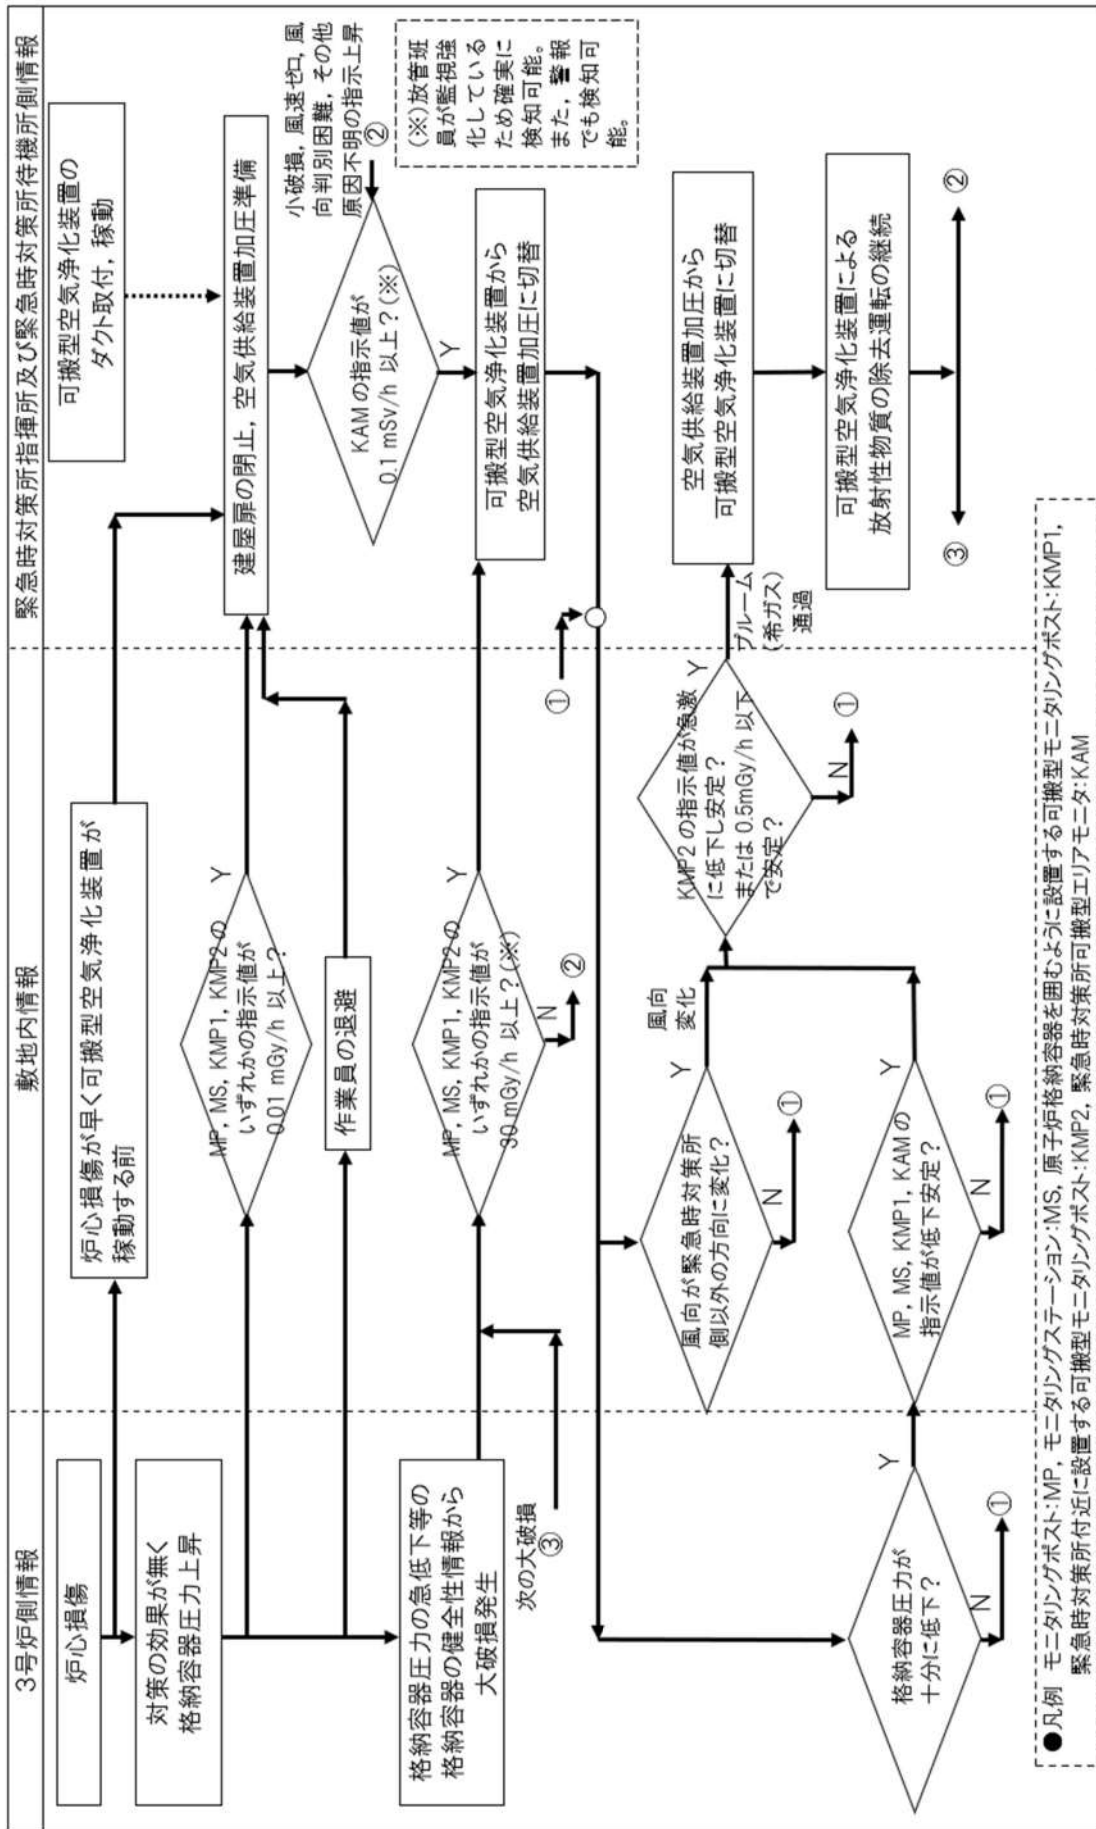 3号炉側情報
敷地内情報
緊急時対策所指揮所及び緊急時対策所待機所側情報
炉心損傷
炉心損傷が早く可搬型空気浄化装置が
稼動する前
可搬型空気浄化装置の
ダクト取付，稼動
対策の効果が無く
格納容器圧力上昇
MP, MS, KMP1, KMP2の
いずれかの指示値が
0.01 mGy/h 以上？
Y
建屋扉の閉止，空気供給装置加圧準備
作業員の退避
小破損，風速ゼロ，風
向判別困難，その他
原因不明の指示上昇
②
KAMの指示値が
0.1 mSv/h 以上？(※)
Y
(※)放管班
員が監視強
化している
ため確実に
検知可能。
また，警報
でも検知可
能。
格納容器圧力の急低下等の
格納容器の健全性情報から
大破損発生
MP, MS, KMP1, KMP2の
いずれかの指示値が
30 mGy/h 以上？(※)
Y
N
②
可搬型空気浄化装置から
空気供給装置加圧に切替
次の大破損
③
①
風向が緊急時対策所
側以外の方向に変化？
Y
風向
変化
N
①
KMP2 の指示値が急激
に低下し安定？
または 0.5mGy/h 以下
で安定？
Y
N
①
プルーム
(希ガス)
通過
空気供給装置加圧から
可搬型空気浄化装置に切替
格納容器圧力が
十分に低下？
Y
N
①
MP, MS, KMP1, KAMの
指示値が低下安定？
Y
N
①
可搬型空気浄化装置による
放射性物質の除去運転の継続
③
②
●凡例　モニタリングポスト：MP，モニタリングステーション：MS，原子炉格納容器を囲むように設置する可搬型モニタリングポスト：KMP1，
緊急時対策所付近に設置する可搬型モニタリングポスト：KMP2，緊急時対策所可搬型エリアモニタ：KAM